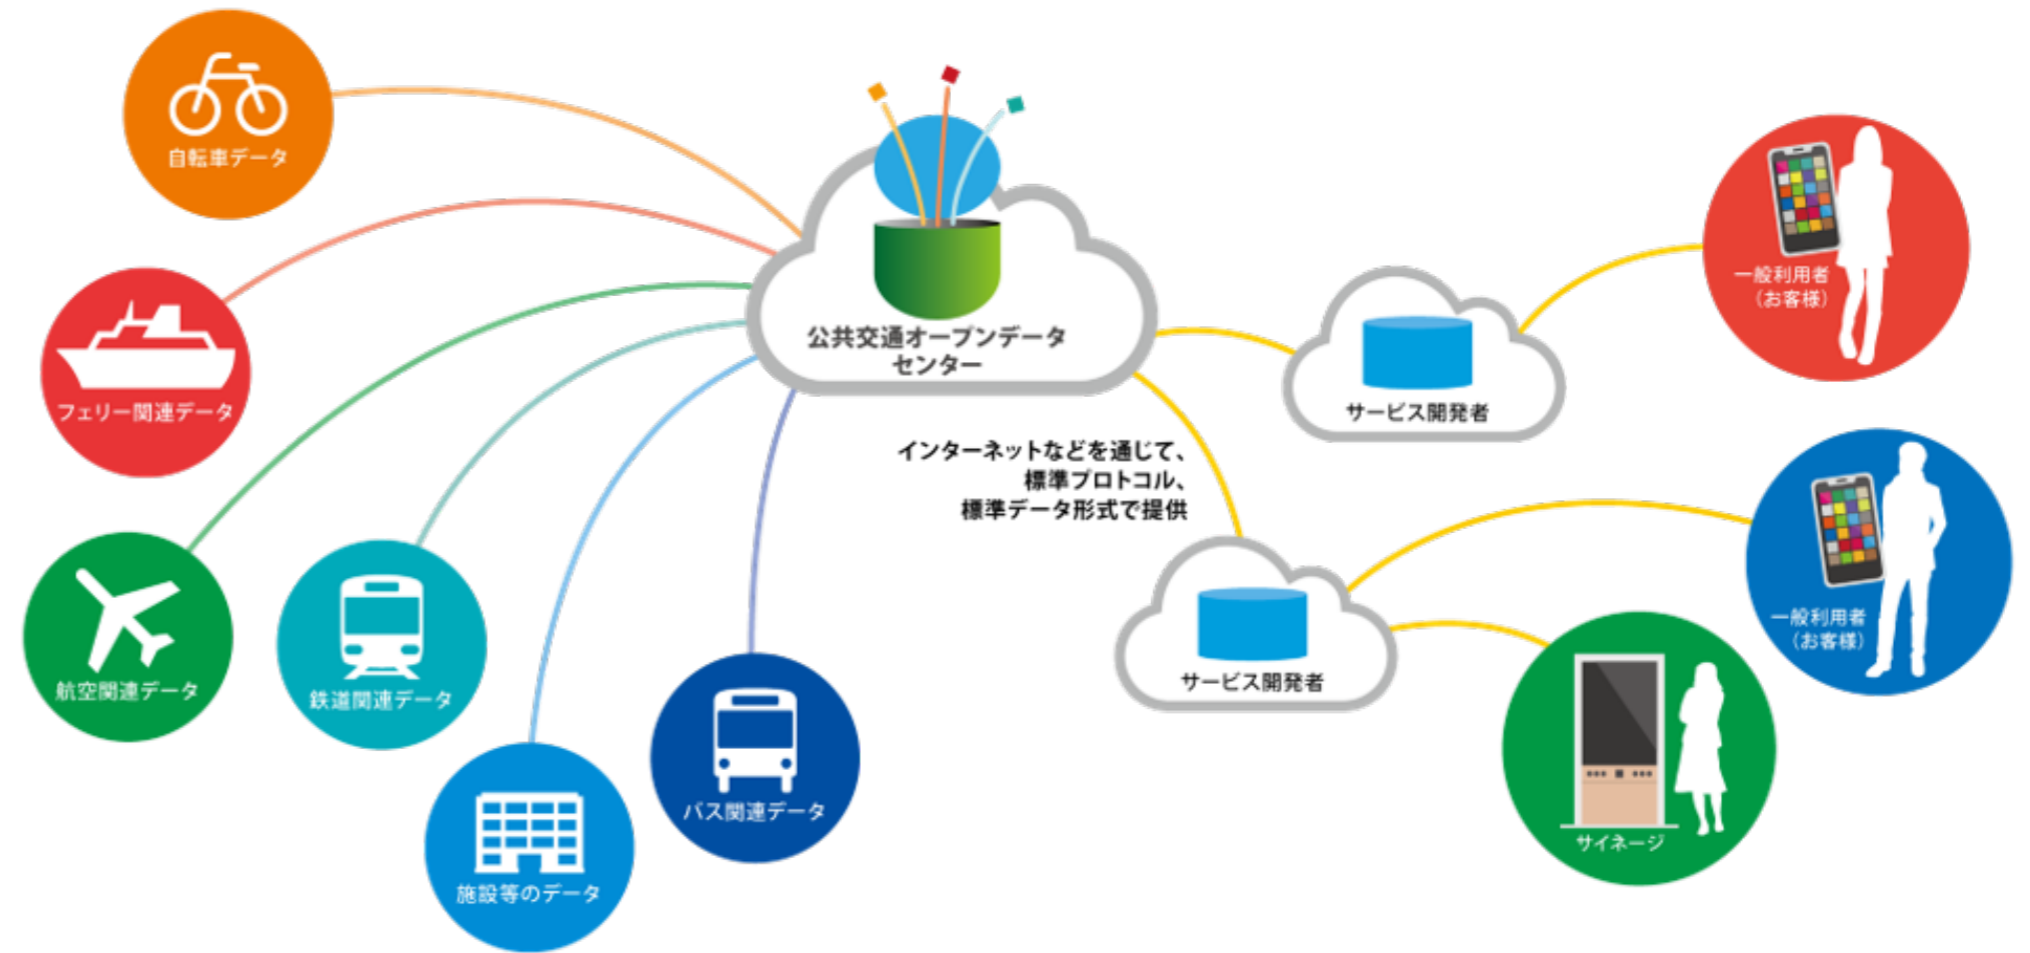 自転車データ
フェリー関連データ
航空関連データ
鉄道関連データ
施設等のデータ
バス関連データ
公共交通オープンデータ
センター
インターネットなどを通じて、
標準プロトコル、
標準データ形式で提供
サービス開発者
サービス開発者
一般利用者
（お客様）
一般利用者
（お客様）
サイネージ